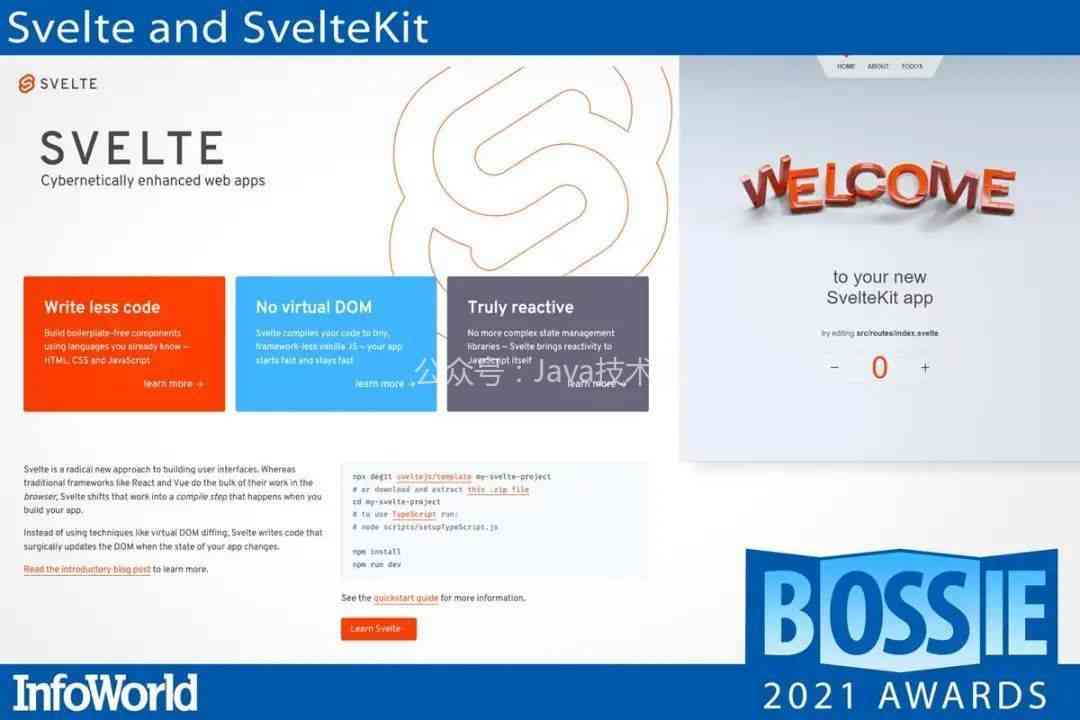 Svelte and SvelteKit
SVELTE
SVELTE
Cybernetically enhanced web apps
Write less code
Build boilerplate-free components
using languages you already know –
HTML, CSS and JavaScript
learn more →
No virtual DOM
Svelte compiles your code to tiny,
framework-less vanilla JS – your app
starts fast and stays fast
learn more →
Truly reactive
No more complex state management
libraries – Svelte brings reactivity to
JavaScript itself
learn more →
公众号：Java技术
Svelte is a radical new approach to building user interfaces. Whereas
traditional frameworks like React and Vue do the bulk of their work in the
browser, Svelte shifts that work into a compile step that happens when you
build your app.
Instead of using techniques like virtual DOM diffing, Svelte writes code that
surgically updates the DOM when the state of your app changes.
Read the introductory blog post to learn more.
npx degit sveltejs/template my-svelte-project
# or download and extract this .zip file
cd my-svelte-project
# to use TypeScript run:
# node scripts/setupTypeScript.js
npm install
npm run dev
See the quickstart guide for more information.
Learn Svelte
HOME ABOUT TODOS
WELCOME
to your new
SvelteKit app
try editing src/routes/index.svelte
− 0 +
BOSSIE
2021 AWARDS
InfoWorld